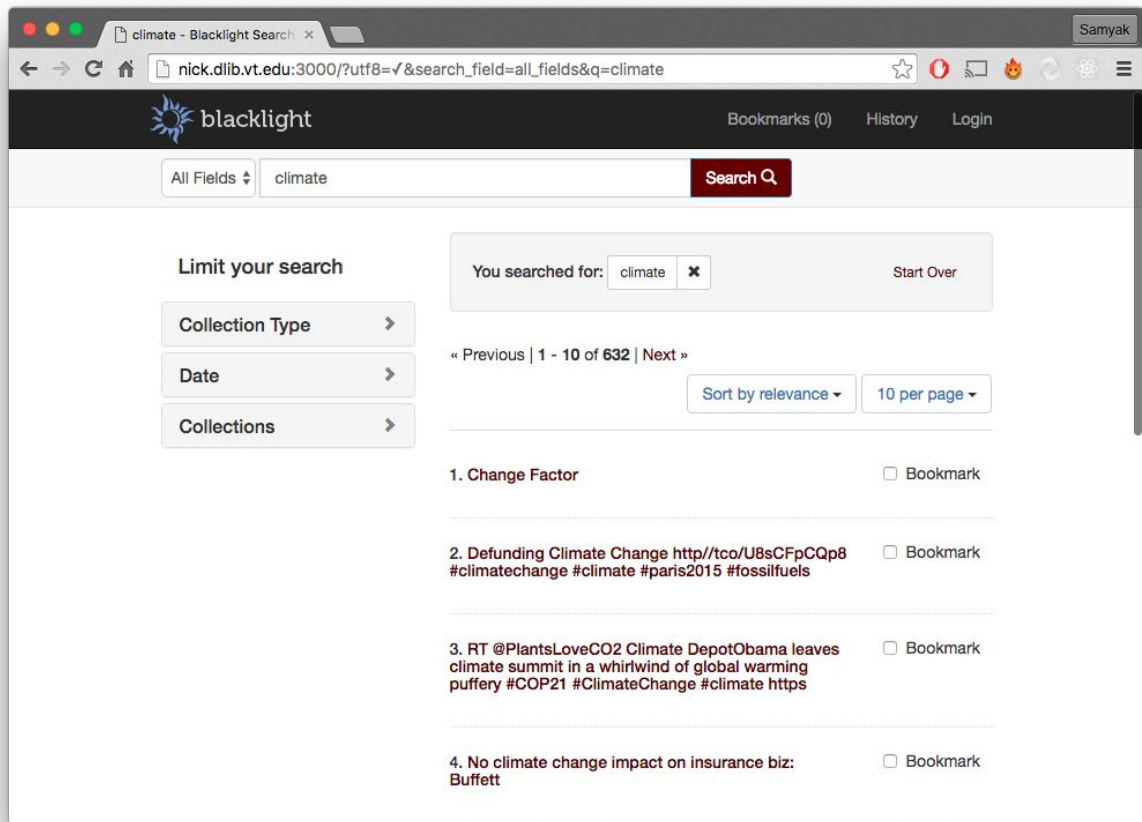 climate - Blacklight Search ×
Samyak
nick.dlib.vt.edu:3000/?utf8=✓&search_field=all_fields&q=climate
blacklight
Bookmarks (0) History Login
All Fields climate Search
Limit your search
You searched for: climate ✖ Start Over
Collection Type
« Previous | 1 - 10 of 632 | Next »
Date
Sort by relevance 10 per page
Collections
1. Change Factor Bookmark
2. Defunding Climate Change http//tco/U8sCFpCQp8 Bookmark
#climatechange #climate #paris2015 #fossilfuels
3. RT @PlantsLoveCO2 Climate DepotObama leaves Bookmark
climate summit in a whirlwind of global warming
puffery #COP21 #ClimateChange #climate https
4. No climate change impact on insurance biz: Bookmark
Buffett